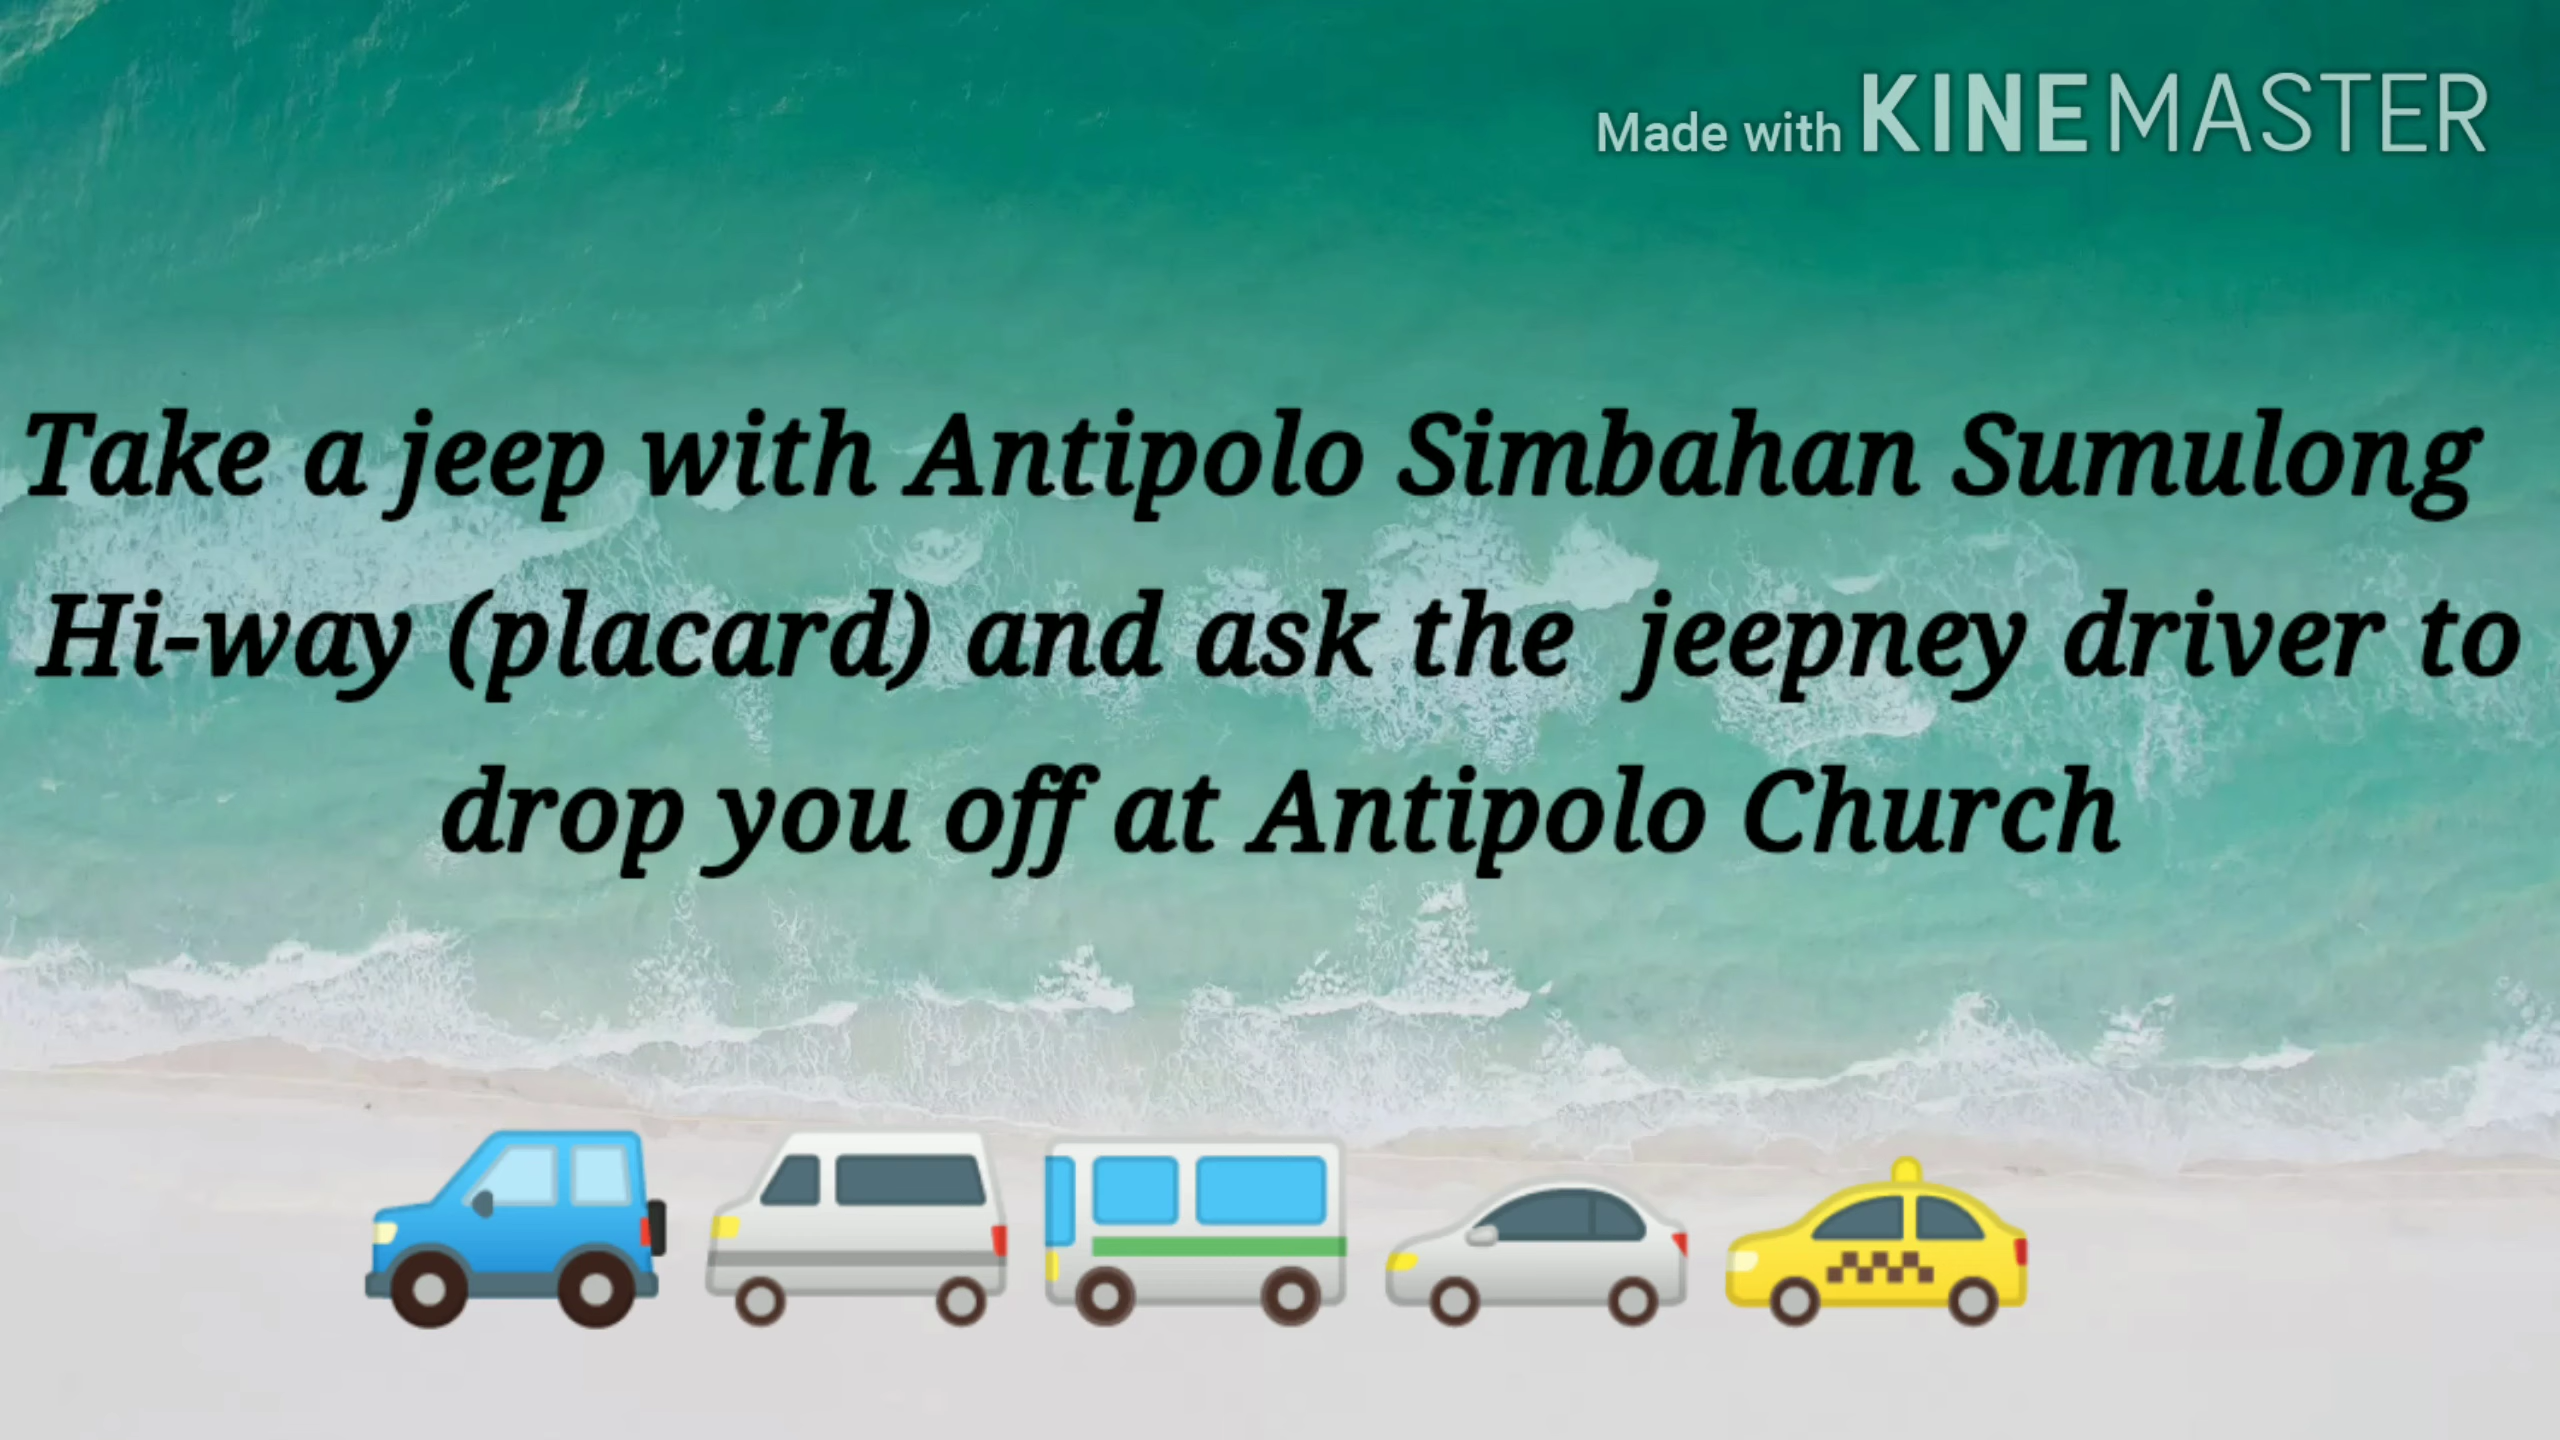 Made with KINEMASTER
Take a jeep with Antipolo Simbahan Sumulong
Hi-way (placard) and ask the  jeepney driver to
drop you off at Antipolo Church